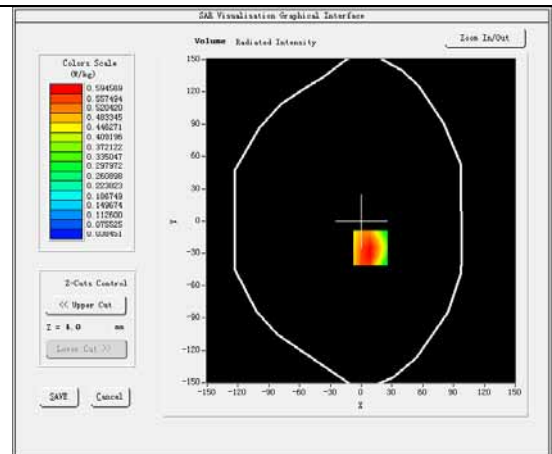 SAR Visualisation Graphical Interface
Volume Radiated Intensity
Zoom In/Out
Colors Scale
(W/kg)
0.594569
0.557494
0.520420
0.483345
0.446271
0.409196
0.372122
0.335047
0.297972
0.260898
0.223823
0.186749
0.149674
0.112600
0.075525
0.038451
Z-Cuts Control
<< Upper Cut
Z = 4.0 mm
Lower Cut >>
SAVE Cancel
150
120
90
60
30
0
-30
-60
-90
-120
-150
Y
-150 -120 -90 -60 -30 0 30 60 90 120 150
X